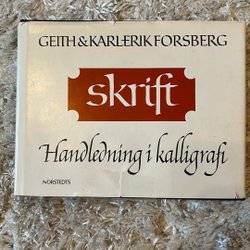 GEITH & KARL-ERIK FORSBERG
skrift
Handledning i kalligrafi
NORSTEDTS